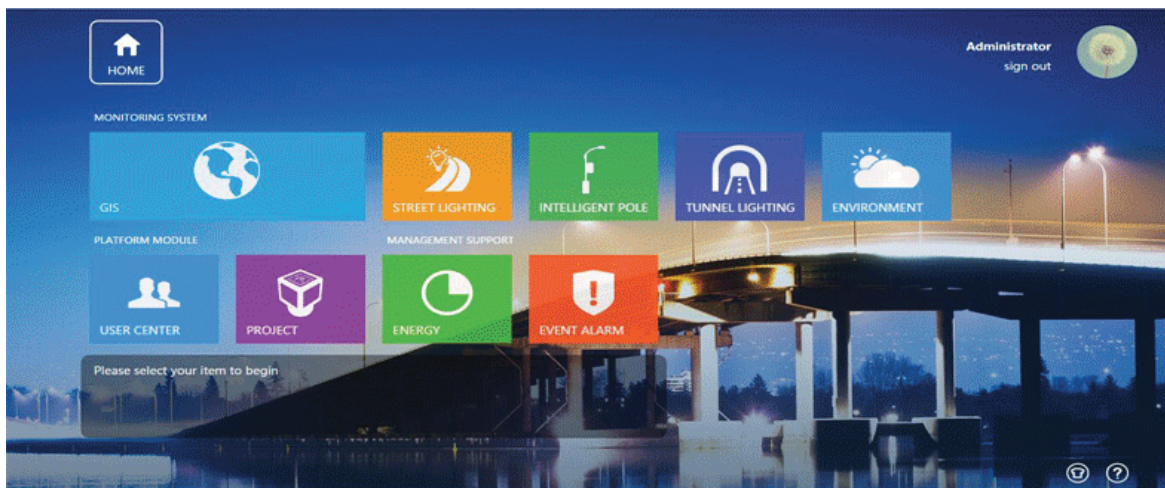 HOME
Administrator
sign out
MONITORING SYSTEM
GIS
STREET LIGHTING
INTELLIGENT POLE
TUNNEL LIGHTING
ENVIRONMENT
PLATFORM MODULE
MANAGEMENT SUPPORT
USER CENTER
PROJECT
ENERGY
EVENT ALARM
Please select your item to begin
?